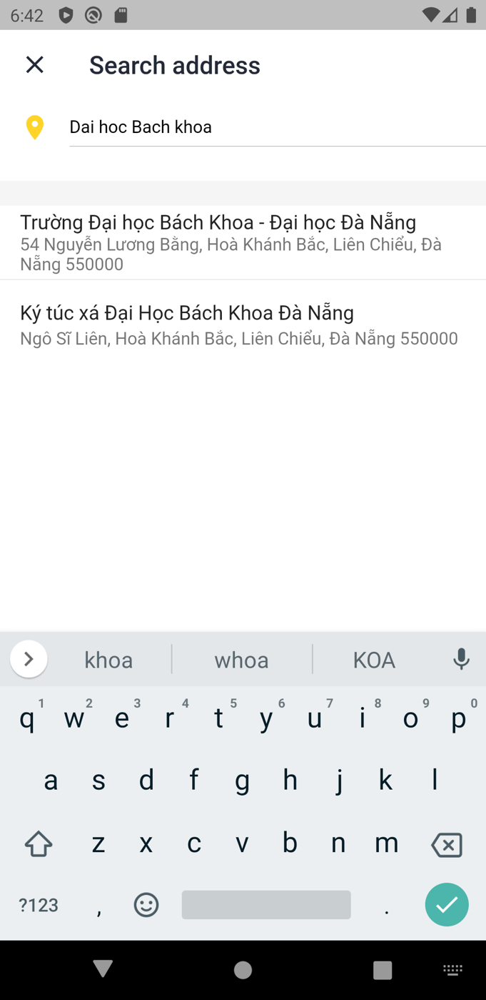 6:42
Search address
Dai hoc Bach khoa
Trường Đại học Bách Khoa - Đại học Đà Nẵng
54 Nguyễn Lương Bằng, Hoà Khánh Bắc, Liên Chiểu, Đà
Nẵng 550000
Ký túc xá Đại Học Bách Khoa Đà Nẵng
Ngô Sĩ Liên, Hoà Khánh Bắc, Liên Chiểu, Đà Nẵng 550000
khoa whoa KOA
1 2 3 4 5 6 7 8 9 0
q w e r t y u i o p
a s d f g h j k l
z x c v b n m
?123 , .